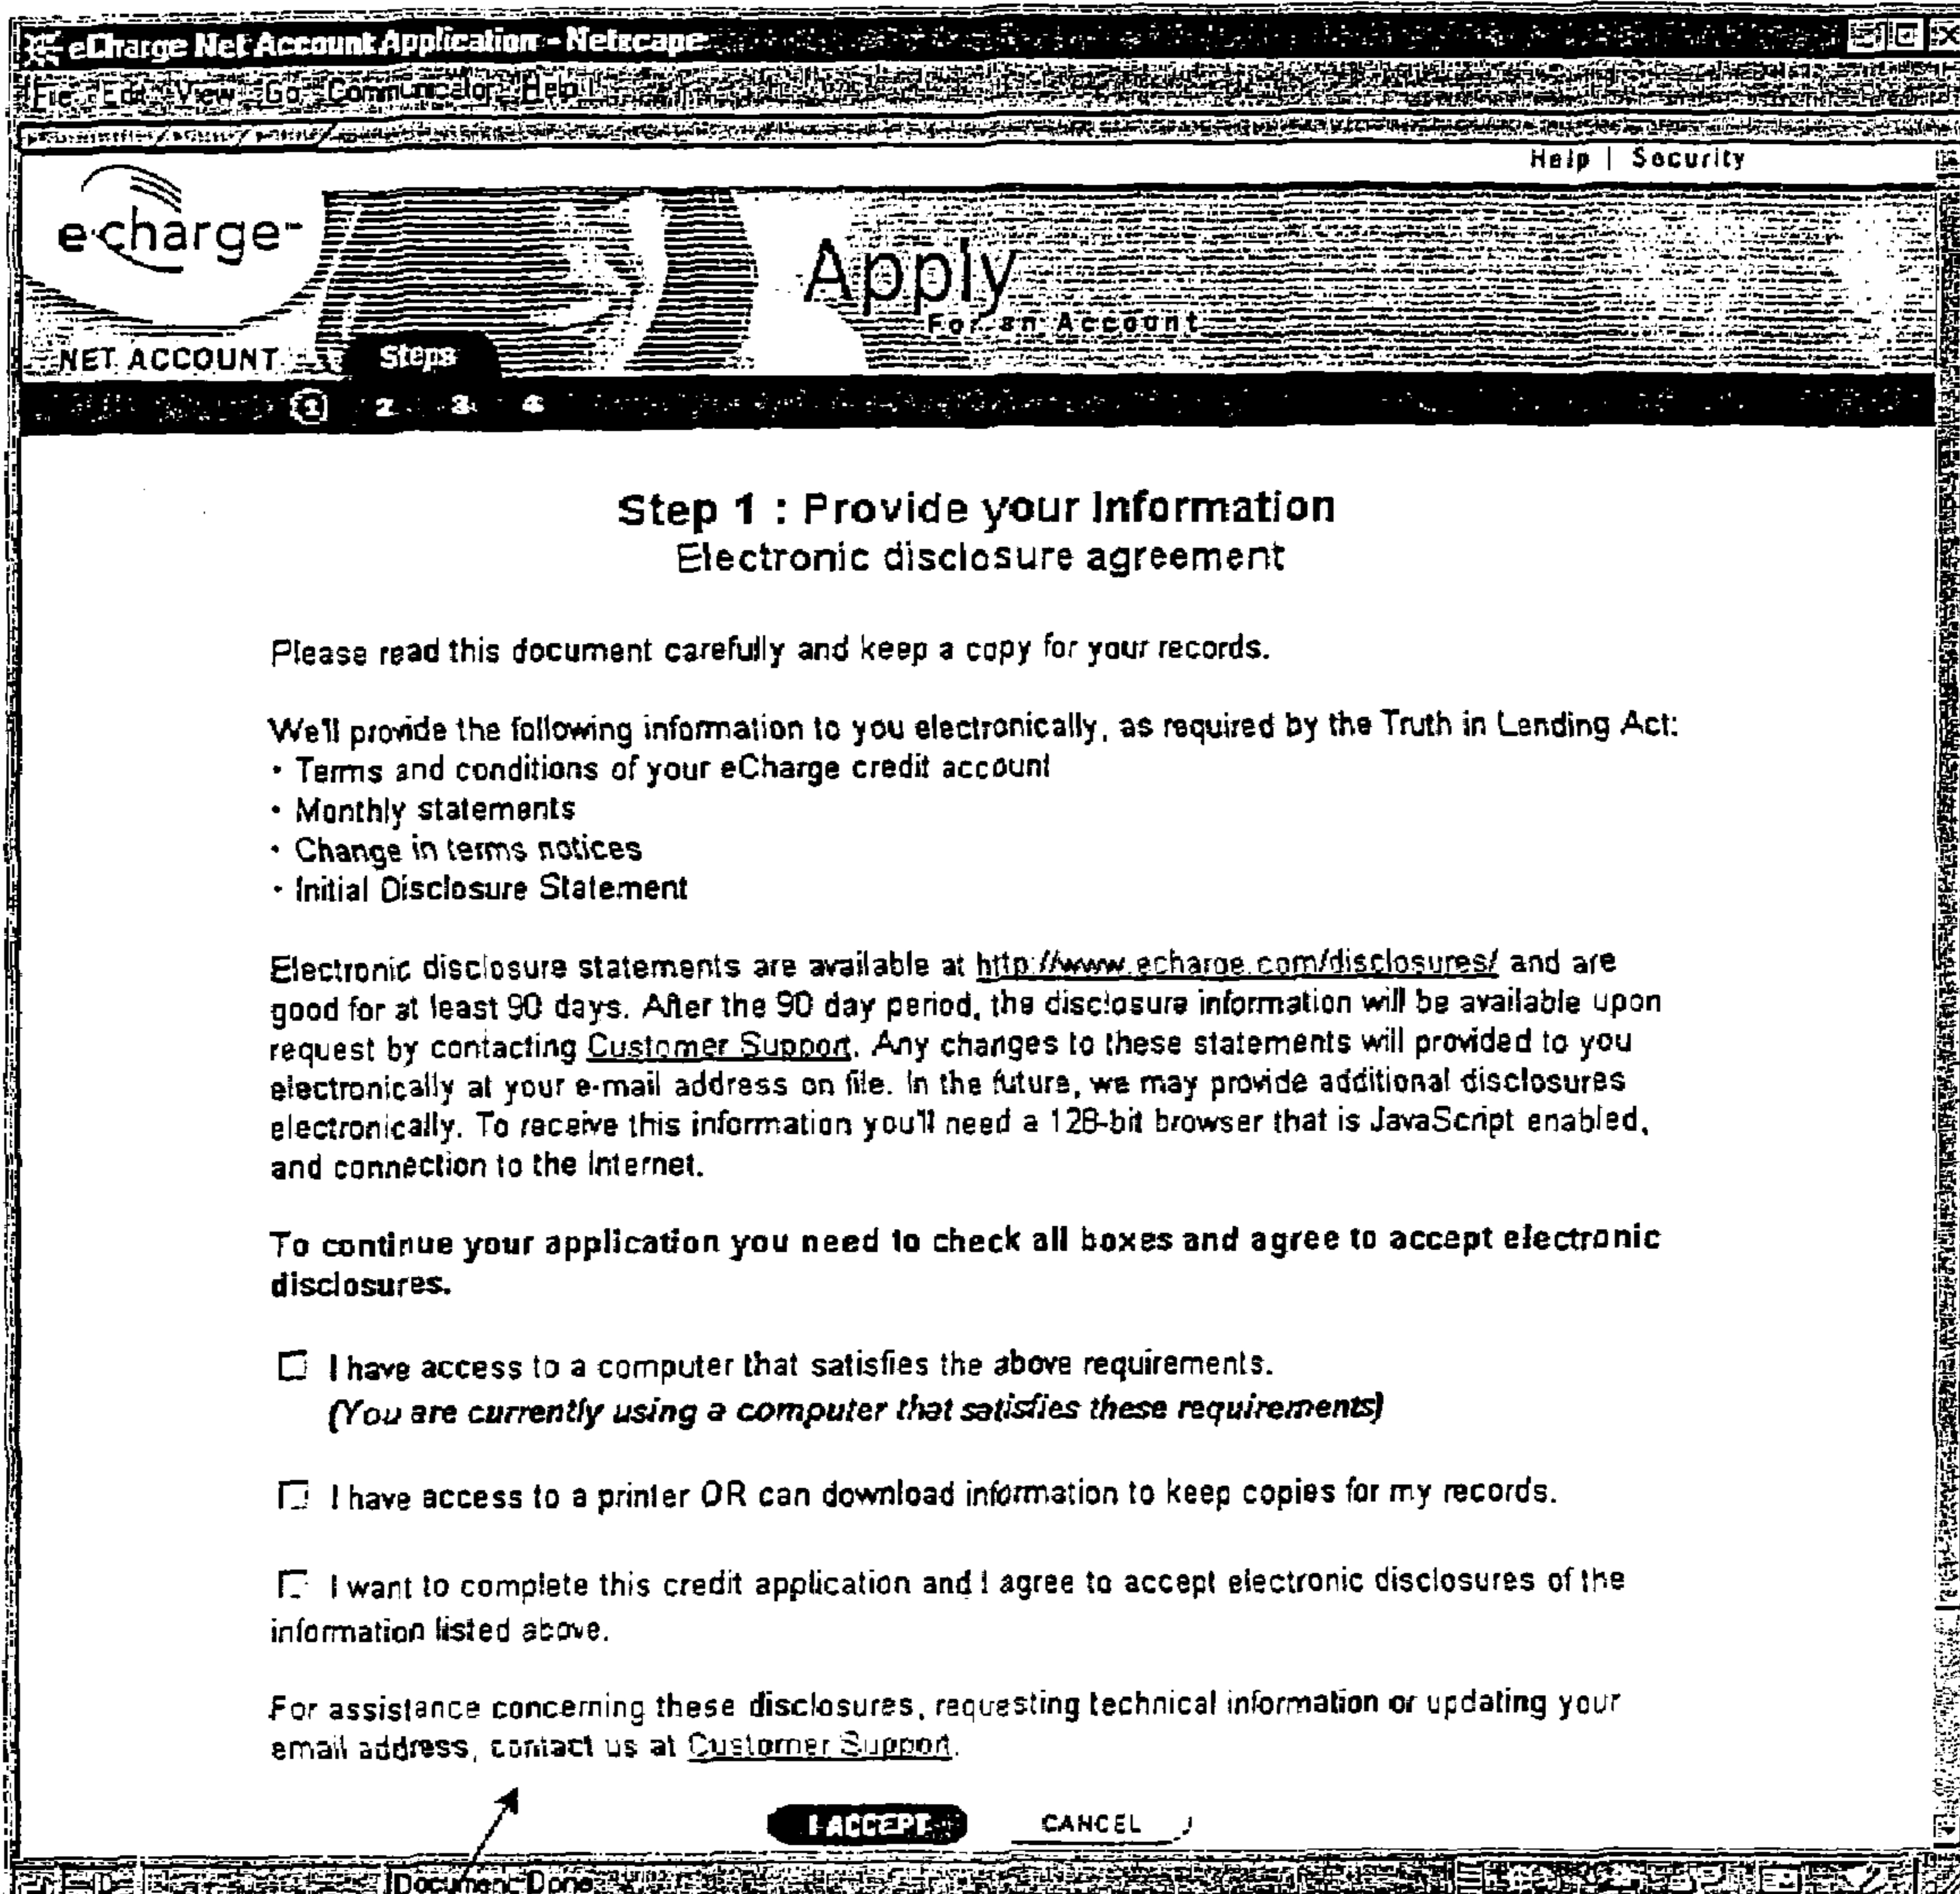 eCharge Net Account Application - Netscape
File Edit View Go Communicator Help
Help | Security
echarge™
Apply
For an Account
NET ACCOUNT
Steps
1 2 3 4
Step 1 : Provide your Information
Electronic disclosure agreement
Please read this document carefully and keep a copy for your records.
We'll provide the following information to you electronically, as required by the Truth in Lending Act:
· Terms and conditions of your eCharge credit account
· Monthly statements
· Change in terms notices
· Initial Disclosure Statement
Electronic disclosure statements are available at http://www.echarge.com/disclosures/ and are
good for at least 90 days. After the 90 day period, the disclosure information will be available upon
request by contacting Customer Support. Any changes to these statements will provided to you
electronically at your e-mail address on file. In the future, we may provide additional disclosures
electronically. To receive this information you'll need a 128-bit browser that is JavaScript enabled,
and connection to the Internet.
To continue your application you need to check all boxes and agree to accept electronic
disclosures.
I have access to a computer that satisfies the above requirements.
(You are currently using a computer that satisfies these requirements)
I have access to a printer OR can download information to keep copies for my records.
I want to complete this credit application and I agree to accept electronic disclosures of the
information listed above.
For assistance concerning these disclosures, requesting technical information or updating your
email address, contact us at Customer Support.
I ACCEPT CANCEL
Document Done